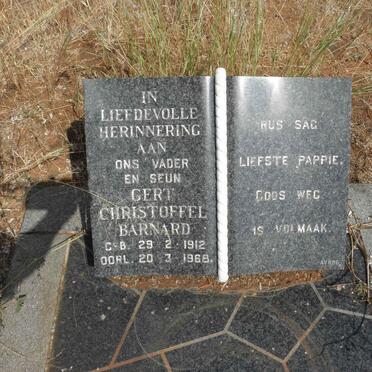 IN
LIEFDEVOLLE
HERINNERING
AAN
ONS VADER
EN SEUN
GERT
CHRISTOFFEL
BARNARD
GEB. 29·2·1912
OORL. 20·3·1968.
RUS SAG
LIEFSTE PAPPIE.
GODS WEG
IS VOLMAAK.